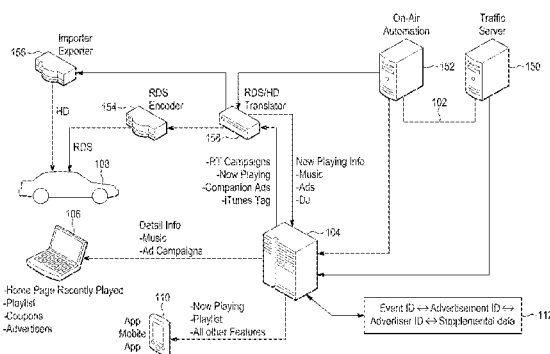 Importer
Exporter
158
On-Air
Automation
Traffic
Server
152
150
102
RDS
Encoder
154
RDS/HD
Translator
156
HD
RDS
108
-RT Campaigns
-Now Playing
-Companion Ads
-iTunes Tag
Now Playing Info
-Music
-Ads
-DJ
106
104
Detail Info
-Music
-Ad Campaigns
-Home Page Recently Played
-Playlist
-Coupons
-Advertisers
110
App
Mobile
App
-Now Playing
-Playlist
-All other Features
Event ID ↔ Advertisement ID ↔
Advertiser ID ↔ Supplemental data
112